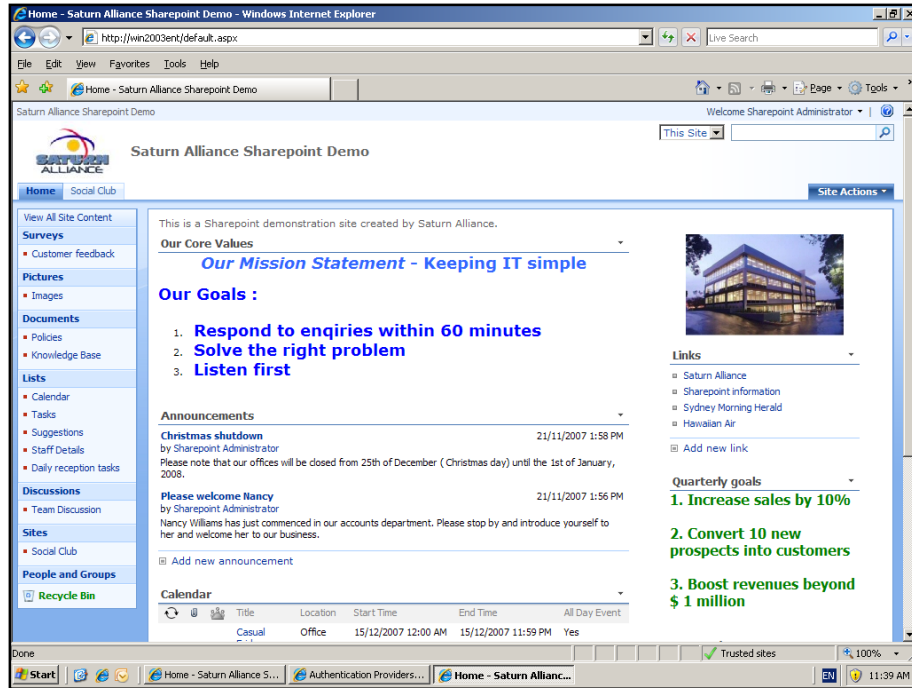 Home - Saturn Alliance Sharepoint Demo - Windows Internet Explorer
http://win2003ent/default.aspx
Live Search
File Edit View Favorites Tools Help
Home - Saturn Alliance Sharepoint Demo
Page Tools
Saturn Alliance Sharepoint Demo
Welcome Sharepoint Administrator
SATURN
ALLIANCE
Saturn Alliance Sharepoint Demo
This Site
Home Social Club
Site Actions
View All Site Content
Surveys
Customer feedback
Pictures
Images
Documents
Policies
Knowledge Base
Lists
Calendar
Tasks
Suggestions
Staff Details
Daily reception tasks
Discussions
Team Discussion
Sites
Social Club
People and Groups
Recycle Bin
This is a Sharepoint demonstration site created by Saturn Alliance.
Our Core Values
Our Mission Statement - Keeping IT simple
Our Goals :
1. Respond to enqiries within 60 minutes
2. Solve the right problem
3. Listen first
Announcements
Christmas shutdown 21/11/2007 1:58 PM
by Sharepoint Administrator
Please note that our offices will be closed from 25th of December ( Christmas day) until the 1st of January,
2008.
Please welcome Nancy 21/11/2007 1:56 PM
by Sharepoint Administrator
Nancy Williams has just commenced in our accounts department. Please stop by and introduce yourself to
her and welcome her to our business.
Add new announcement
Calendar
Title Location Start Time End Time All Day Event
Casual Office 15/12/2007 12:00 AM 15/12/2007 11:59 PM Yes
Links
Saturn Alliance
Sharepoint information
Sydney Morning Herald
Hawaiian Air
Add new link
Quarterly goals
1. Increase sales by 10%
2. Convert 10 new
prospects into customers
3. Boost revenues beyond
$ 1 million
Done
Trusted sites
100%
Start
Home - Saturn Alliance S...
Authentication Providers...
Home - Saturn Allianc...
EN
11:39 AM